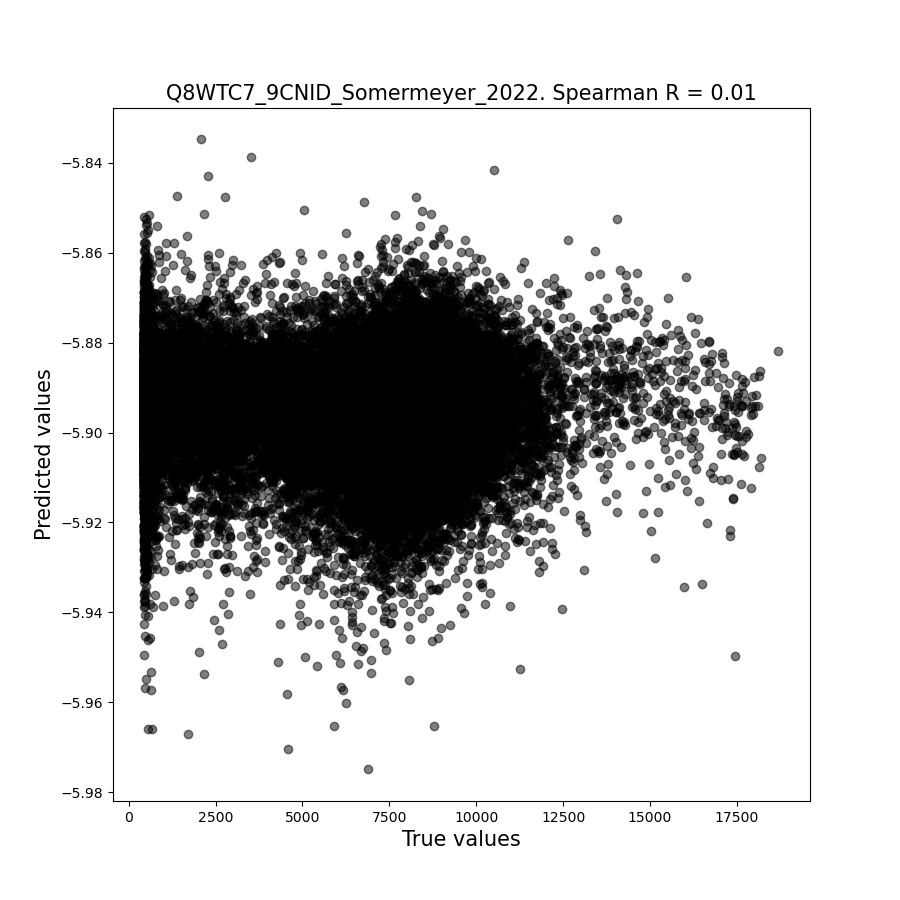 Q8WTC7_9CNID_Somermeyer_2022. Spearman R = 0.01
Predicted values
−5.84
−5.86
−5.88
−5.90
−5.92
−5.94
−5.96
−5.98
0 2500 5000 7500 10000 12500 15000 17500
True values